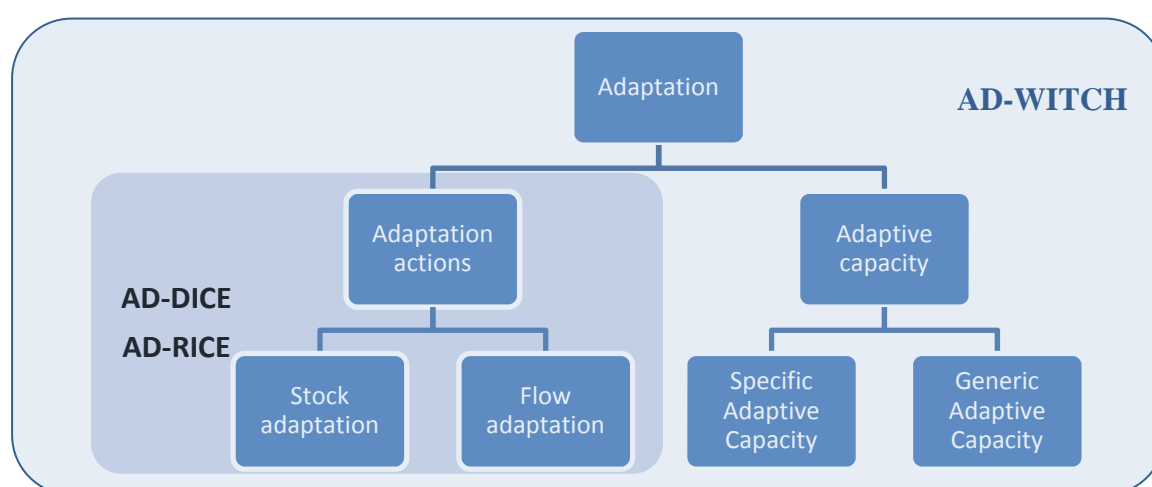 Adaptation
AD-WITCH
Adaptation
actions
Adaptive
capacity
AD-DICE
AD-RICE
Stock
adaptation
Flow
adaptation
Specific
Adaptive
Capacity
Generic
Adaptive
Capacity